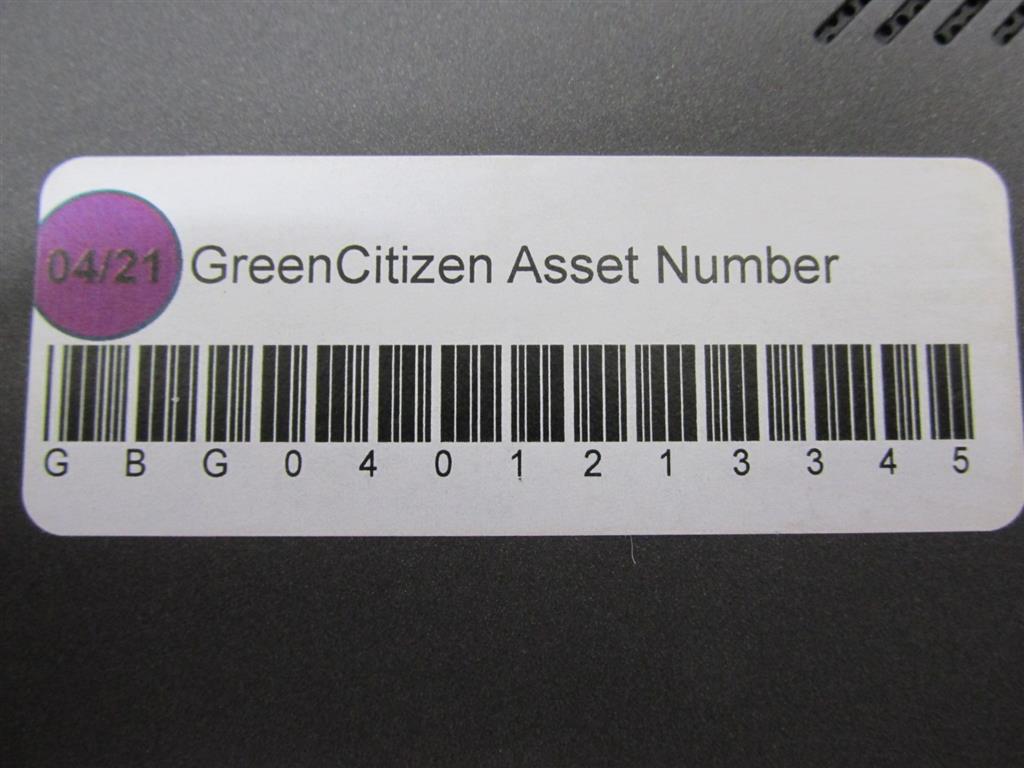 04/21 GreenCitizen Asset Number
G B G 0 4 0 1 2 1 3 3 4 5